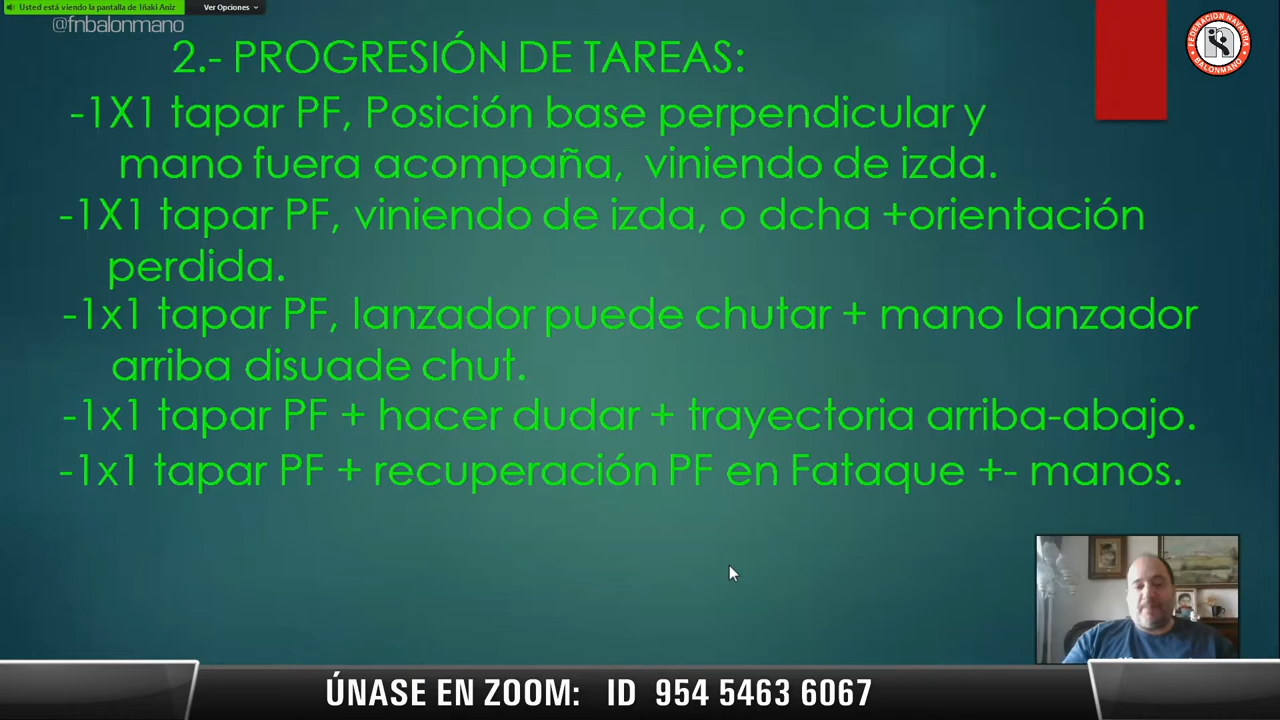 Usted está viendo la pantalla de Iñaki Aniz
Ver Opciones
@fnbalonmano
FEDERACION NAVARRA
BALONMANO
2.- PROGRESIÓN DE TAREAS:
-1X1 tapar PF, Posición base perpendicular y
mano fuera acompaña, viniendo de izda.
-1X1 tapar PF, viniendo de izda, o dcha +orientación
perdida.
-1x1 tapar PF, lanzador puede chutar + mano lanzador
arriba disuade chut.
-1x1 tapar PF + hacer dudar + trayectoria arriba-abajo.
-1x1 tapar PF + recuperación PF en Fataque +- manos.
ÚNASE EN ZOOM: ID 954 5463 6067